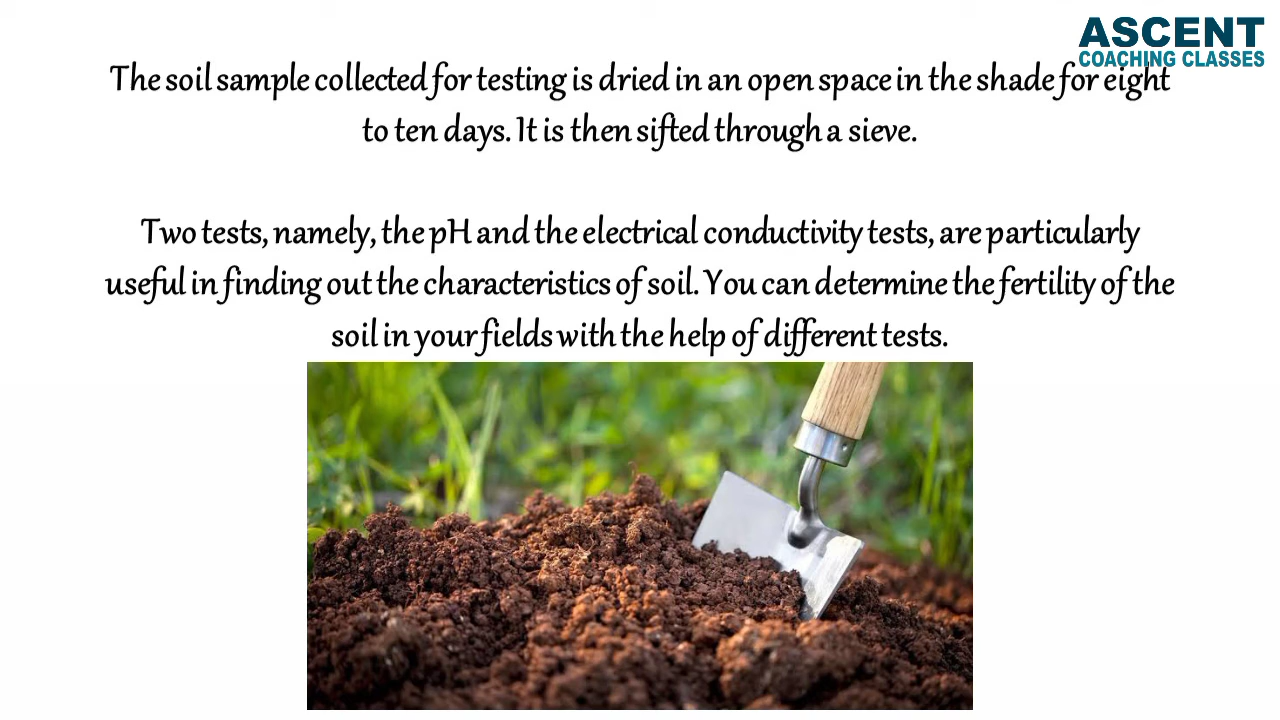 ASCENT
COACHING CLASSES
The soil sample collected for testing is dried in an open space in the shade for eight
to ten days. It is then sifted through a sieve.
Two tests, namely, the pH and the electrical conductivity tests, are particularly
useful in finding out the characteristics of soil. You can determine the fertility of the
soil in your fields with the help of different tests.